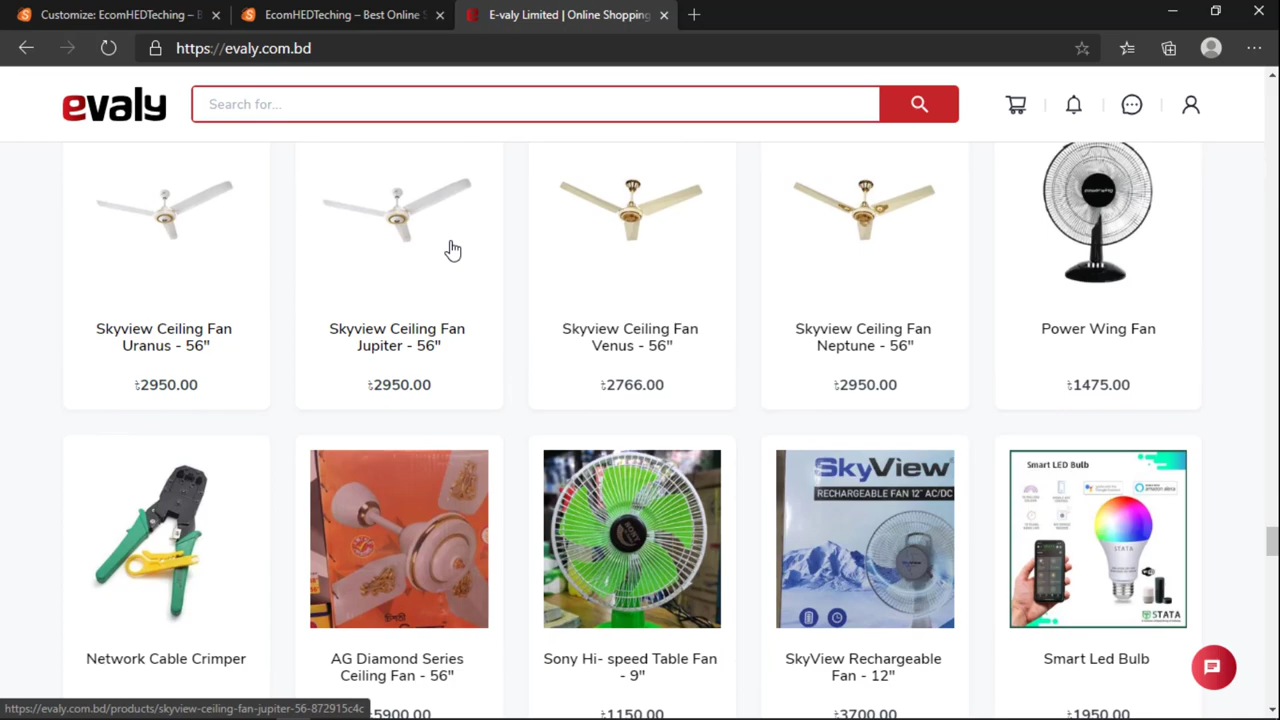 Customize: EcomHEDTeching – B
EcomHEDTeching – Best Online S
E-valy Limited | Online Shopping
https://evaly.com.bd
evaly
Search for...
powerwing
Skyview Ceiling Fan
Uranus - 56"
৳2950.00
Skyview Ceiling Fan
Jupiter - 56"
৳2950.00
Skyview Ceiling Fan
Venus - 56"
৳2766.00
Skyview Ceiling Fan
Neptune - 56"
৳2950.00
Power Wing Fan
৳1475.00
SkyView
RECHARGEABLE FAN 12" AC/DC
Smart LED Bulb
STATA
STATA
Network Cable Crimper
AG Diamond Series
Ceiling Fan - 56"
৳5900.00
Sony Hi- speed Table Fan
- 9"
৳1150.00
SkyView Rechargeable
Fan - 12"
৳3700.00
Smart Led Bulb
৳1950.00
https://evaly.com.bd/products/skyview-ceiling-fan-jupiter-56-872915c4c